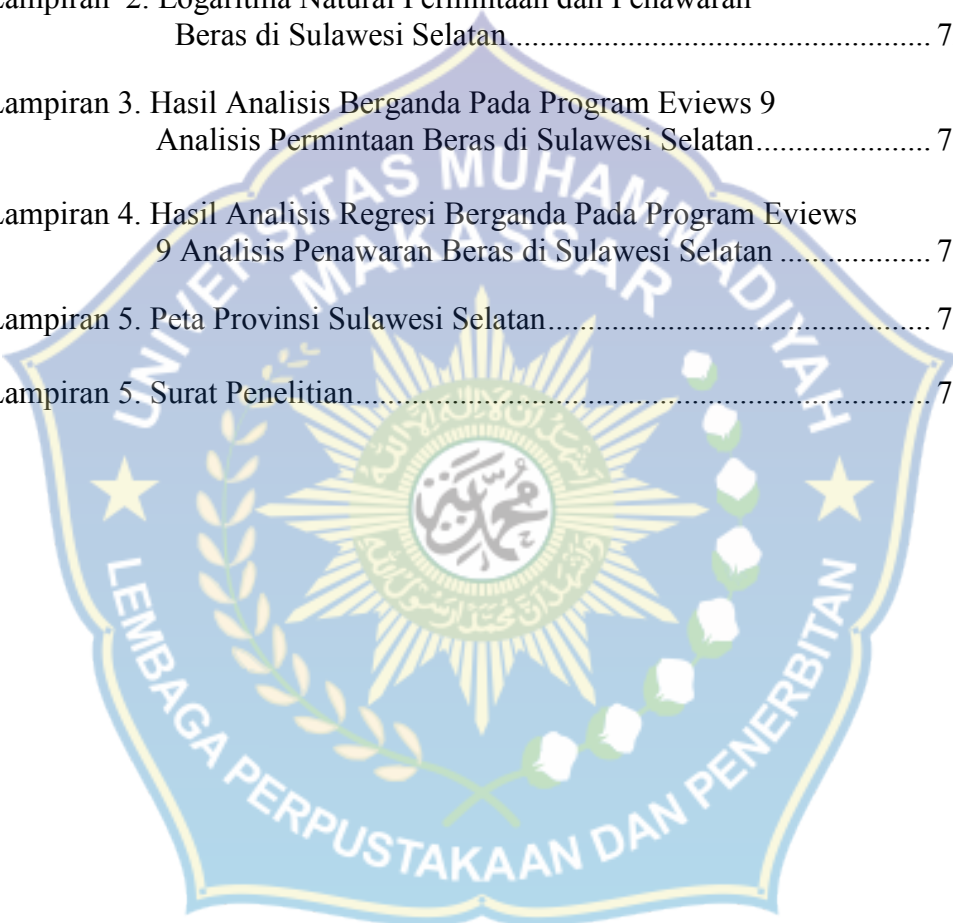 Lampiran 2. Logaritma Natural Permintaan dan Penawaran
Beras di Sulawesi Selatan................................................ 7
Lampiran 3. Hasil Analisis Berganda Pada Program Eviews 9
Analisis Permintaan Beras di Sulawesi Selatan.................... 7
Lampiran 4. Hasil Analisis Regresi Berganda Pada Program Eviews
9 Analisis Penawaran Beras di Sulawesi Selatan ................. 7
Lampiran 5. Peta Provinsi Sulawesi Selatan............................................ 7
Lampiran 5. Surat Penelitian.................................................................. 7
UNIVERSITAS MUHAMMADIYAH
MAKASSAR
محمدية
LEMBAGA PERPUSTAKAAN DAN PENERBITAN